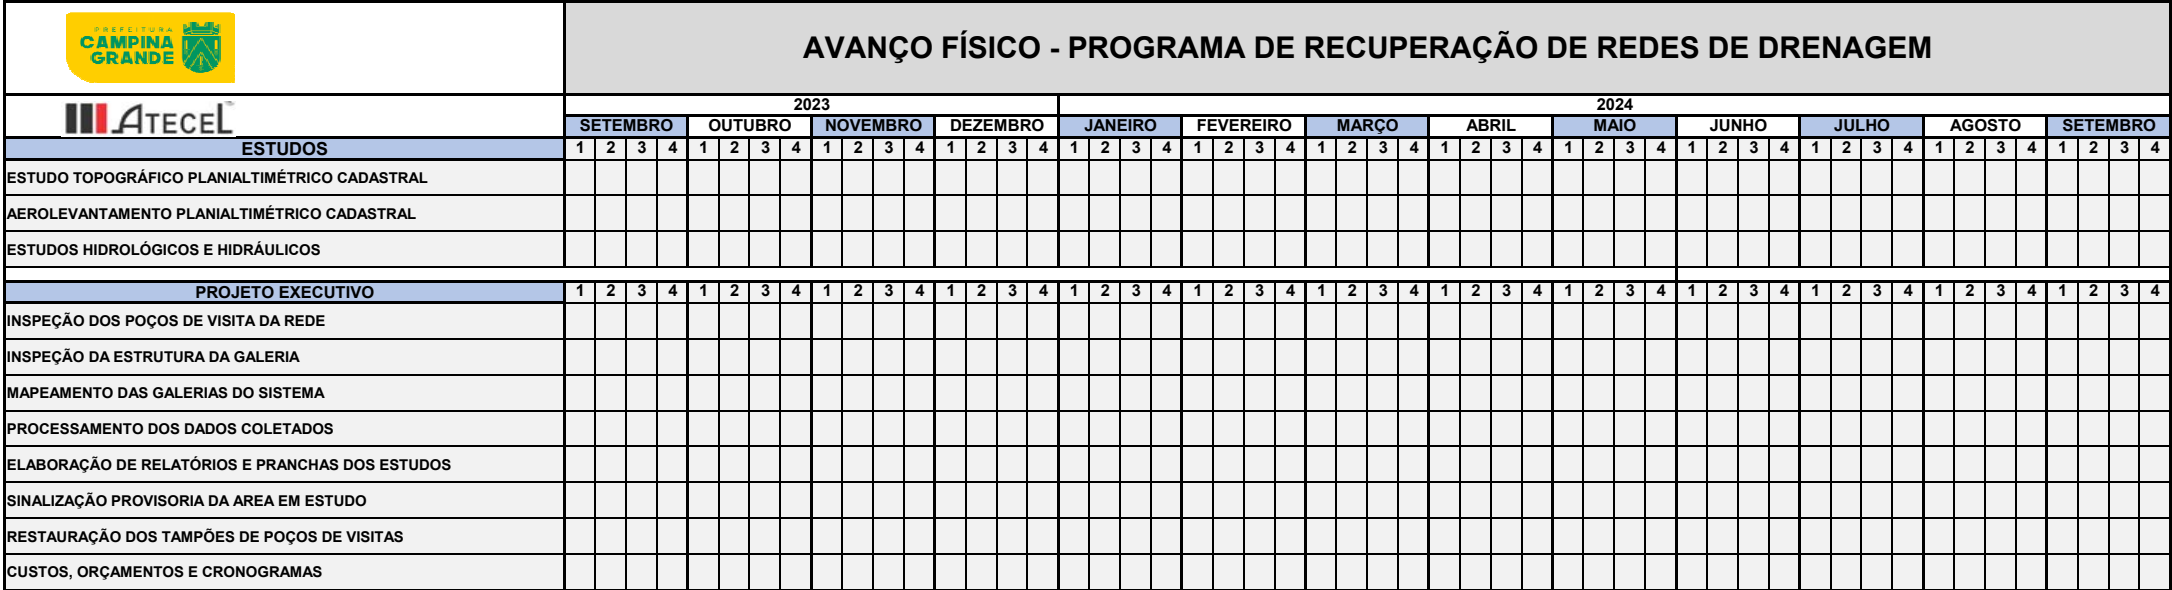 PREFEITURA
CAMPINA
GRANDE
AVANÇO FÍSICO - PROGRAMA DE RECUPERAÇÃO DE REDES DE DRENAGEM
ATECEL
2023 2024
SETEMBRO OUTUBRO NOVEMBRO DEZEMBRO JANEIRO FEVEREIRO MARÇO ABRIL MAIO JUNHO JULHO AGOSTO SETEMBRO
ESTUDOS 1 2 3 4 1 2 3 4 1 2 3 4 1 2 3 4 1 2 3 4 1 2 3 4 1 2 3 4 1 2 3 4 1 2 3 4 1 2 3 4 1 2 3 4 1 2 3 4 1 2 3 4
ESTUDO TOPOGRÁFICO PLANIALTIMÉTRICO CADASTRAL
AEROLEVANTAMENTO PLANIALTIMÉTRICO CADASTRAL
ESTUDOS HIDROLÓGICOS E HIDRÁULICOS
PROJETO EXECUTIVO 1 2 3 4 1 2 3 4 1 2 3 4 1 2 3 4 1 2 3 4 1 2 3 4 1 2 3 4 1 2 3 4 1 2 3 4 1 2 3 4 1 2 3 4 1 2 3 4 1 2 3 4
INSPEÇÃO DOS POÇOS DE VISITA DA REDE
INSPEÇÃO DA ESTRUTURA DA GALERIA
MAPEAMENTO DAS GALERIAS DO SISTEMA
PROCESSAMENTO DOS DADOS COLETADOS
ELABORAÇÃO DE RELATÓRIOS E PRANCHAS DOS ESTUDOS
SINALIZAÇÃO PROVISORIA DA AREA EM ESTUDO
RESTAURAÇÃO DOS TAMPÕES DE POÇOS DE VISITAS
CUSTOS, ORÇAMENTOS E CRONOGRAMAS